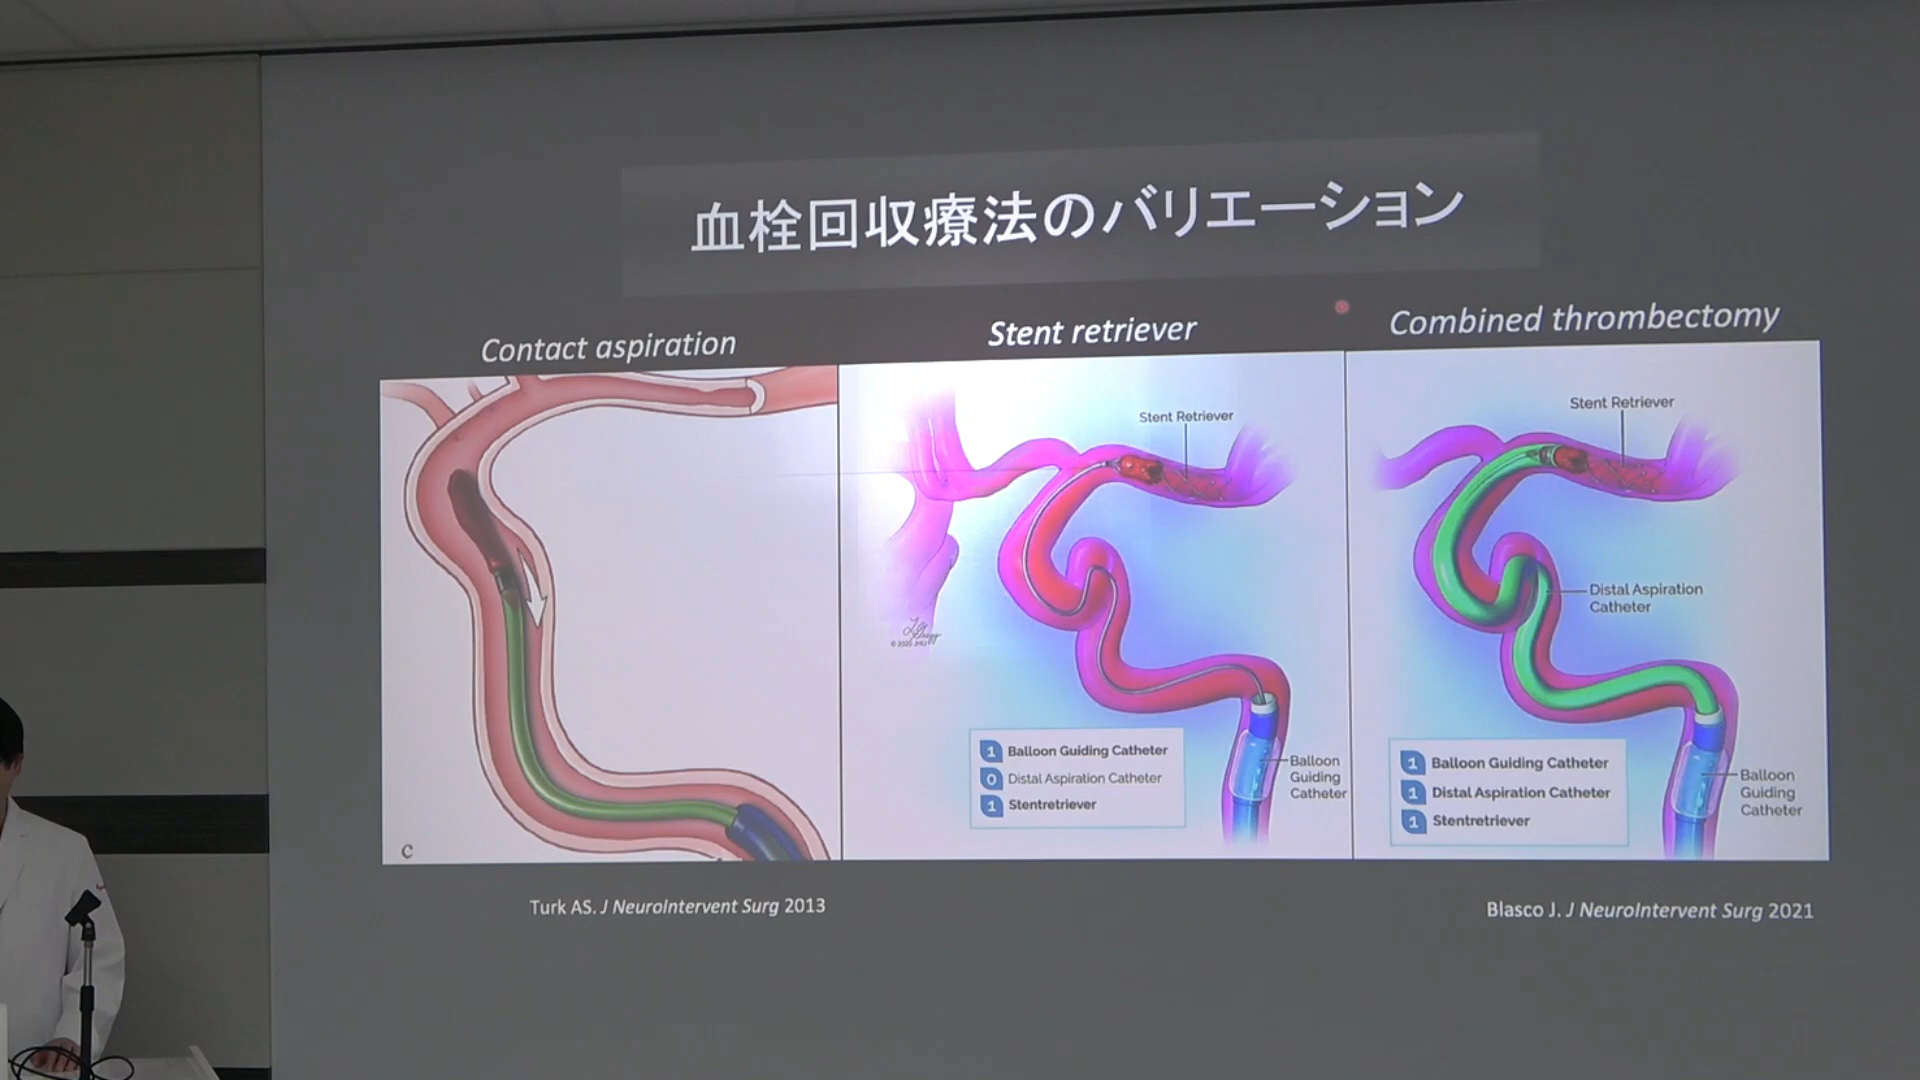 血栓回収療法のバリエーション
Contact aspiration
Stent retriever
Combined thrombectomy
C
Stent Retriever
1 Balloon Guiding Catheter
0 Distal Aspiration Catheter
1 Stentretriever
Balloon
Guiding
Catheter
Stent Retriever
Distal Aspiration
Catheter
1 Balloon Guiding Catheter
1 Distal Aspiration Catheter
1 Stentretriever
Balloon
Guiding
Catheter
Turk AS. J NeuroIntervent Surg 2013
Blasco J. J NeuroIntervent Surg 2021